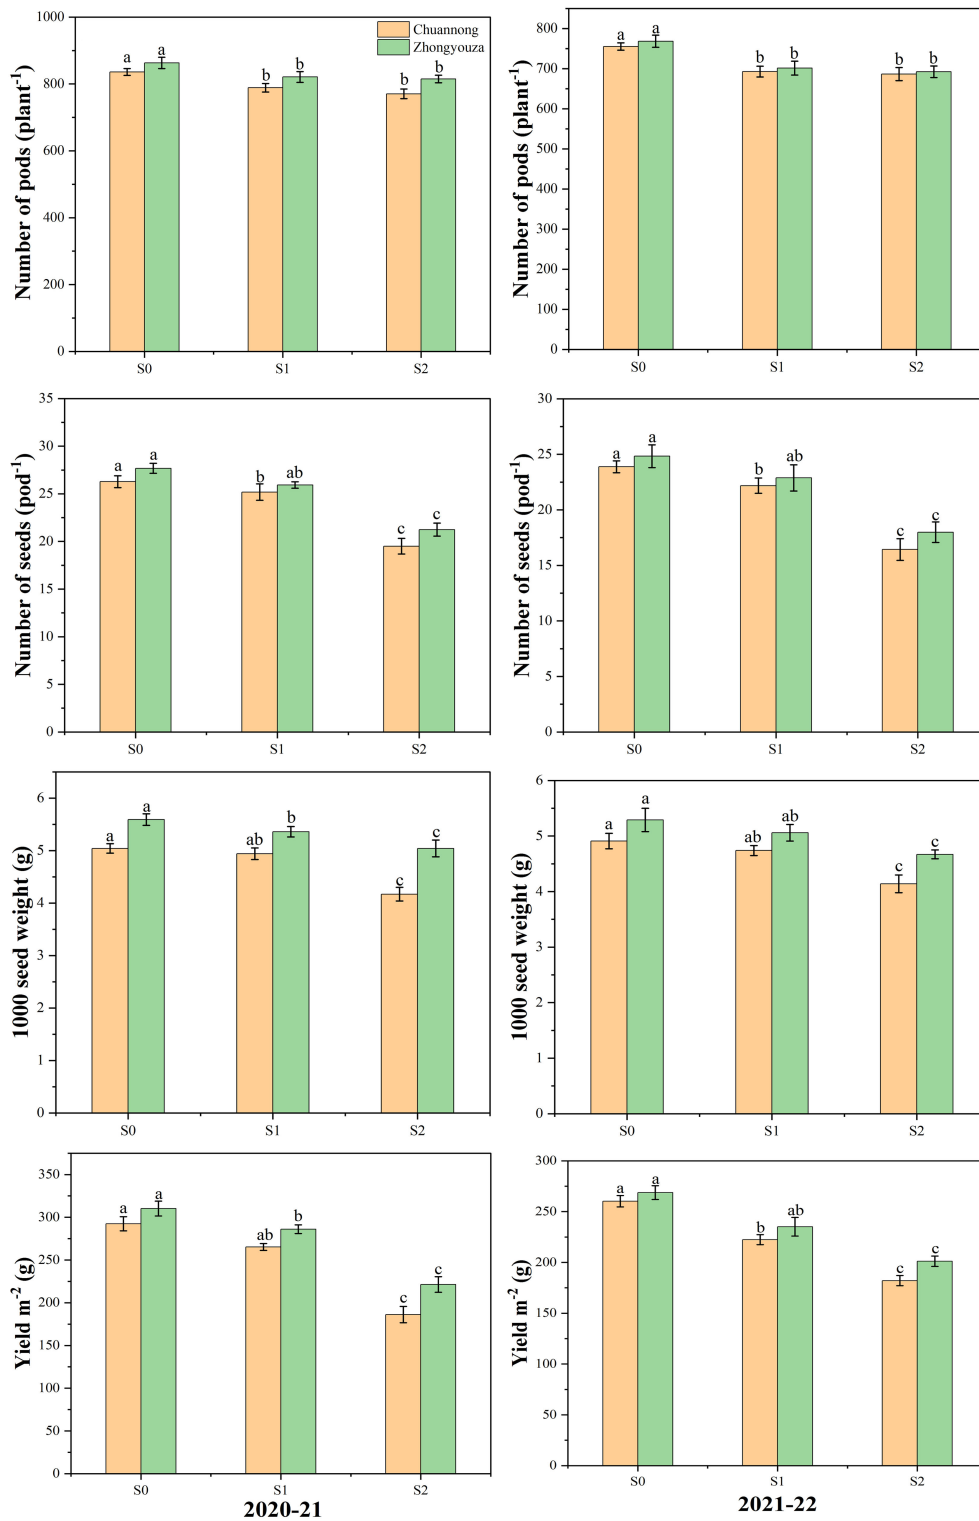 1000
800
600
400
200
0
Number of pods (plant⁻¹)
Chuannong
Zhongyouza
a
a
b
b
b
b
S0
S1
S2
800
700
600
500
400
300
200
100
0
Number of pods (plant⁻¹)
a
a
b
b
b
b
S0
S1
S2
35
30
25
20
15
10
5
0
Number of seeds (pod⁻¹)
a
a
b
ab
c
c
S0
S1
S2
30
25
20
15
10
5
0
Number of seeds (pod⁻¹)
a
a
b
ab
c
c
S0
S1
S2
6
5
4
3
2
1
0
1000 seed weight (g)
a
a
ab
b
c
c
S0
S1
S2
6
5
4
3
2
1
0
1000 seed weight (g)
a
a
ab
ab
c
c
S0
S1
S2
350
300
250
200
150
100
50
0
Yield m⁻² (g)
a
a
ab
b
c
c
S0
S1
S2
2020-21
300
250
200
150
100
50
0
Yield m⁻² (g)
a
a
b
ab
c
c
S0
S1
S2
2021-22